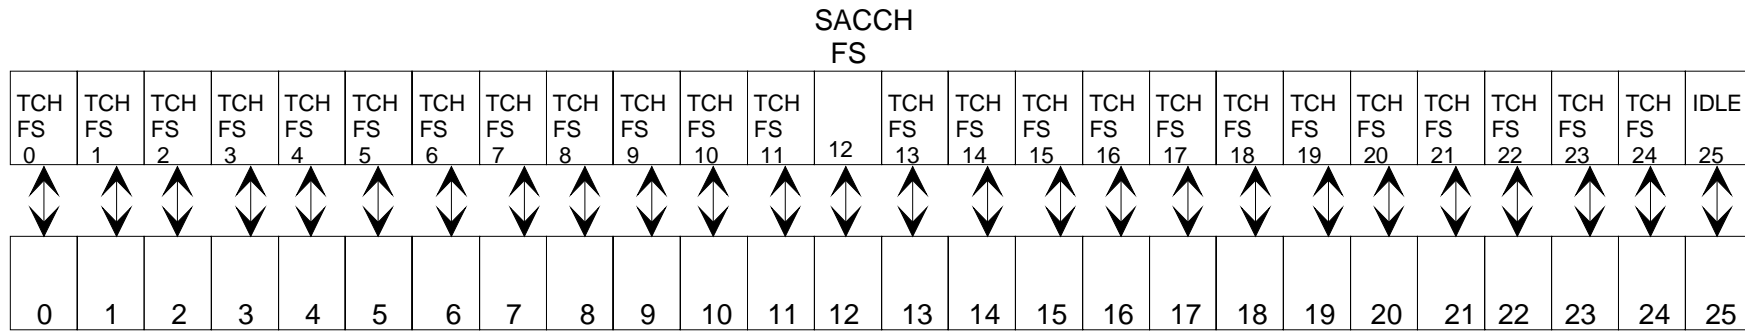 SACCH
FS
TCH TCH TCH TCH TCH TCH TCH TCH TCH TCH TCH TCH TCH TCH TCH TCH TCH TCH TCH TCH TCH TCH TCH TCH IDLE
FS FS FS FS FS FS FS FS FS FS FS FS FS FS FS FS FS FS FS FS FS FS FS FS
0 1 2 3 4 5 6 7 8 9 10 11 12 13 14 15 16 17 18 19 20 21 22 23 24 25
0 1 2 3 4 5 6 7 8 9 10 11 12 13 14 15 16 17 18 19 20 21 22 23 24 25